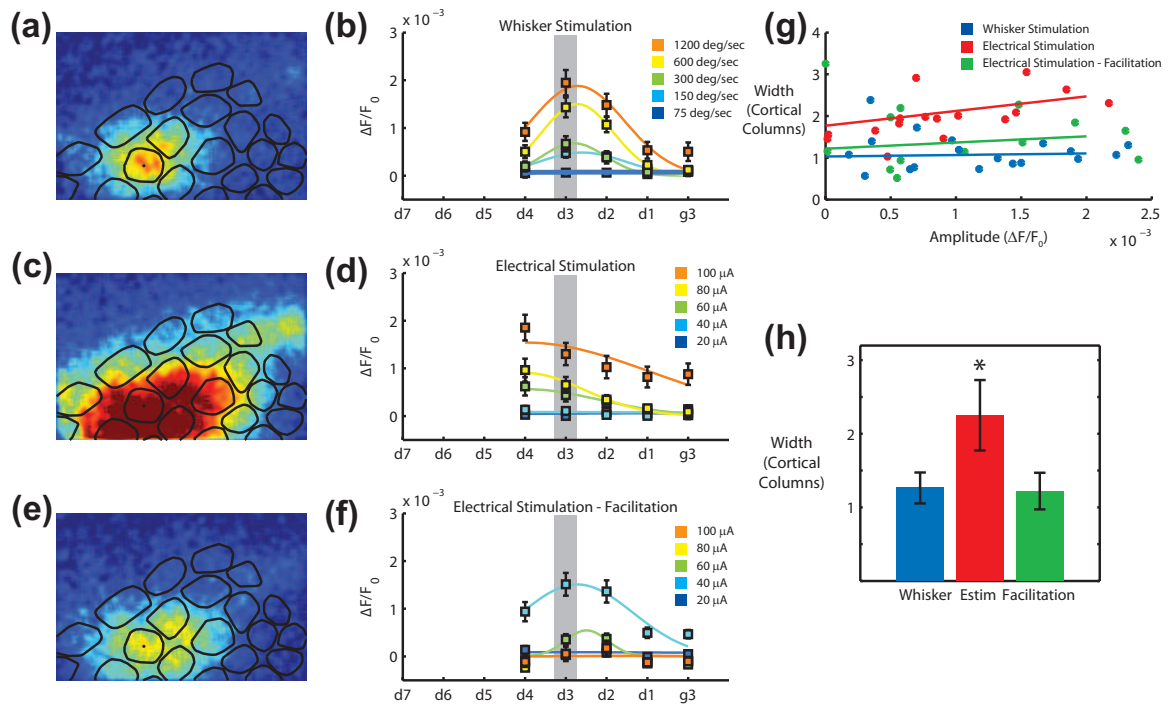 (a)
(b)
x 10⁻³
Whisker Stimulation
3
2
1
0
ΔF/F₀
1200 deg/sec
600 deg/sec
300 deg/sec
150 deg/sec
75 deg/sec
d7 d6 d5 d4 d3 d2 d1 g3
(c)
(d)
x 10⁻³
Electrical Stimulation
3
2
1
0
ΔF/F₀
100 μA
80 μA
60 μA
40 μA
20 μA
d7 d6 d5 d4 d3 d2 d1 g3
(e)
(f)
x 10⁻³
Electrical Stimulation - Facilitation
3
2
1
0
ΔF/F₀
100 μA
80 μA
60 μA
40 μA
20 μA
d7 d6 d5 d4 d3 d2 d1 g3
(g)
Whisker Stimulation
Electrical Stimulation
Electrical Stimulation - Facilitation
Width
(Cortical
Columns)
4
3
2
1
0
0 0.5 1 1.5 2 2.5
Amplitude (ΔF/F₀)
x 10⁻³
(h)
Width
(Cortical
Columns)
3
2
1
*
Whisker Estim Facilitation